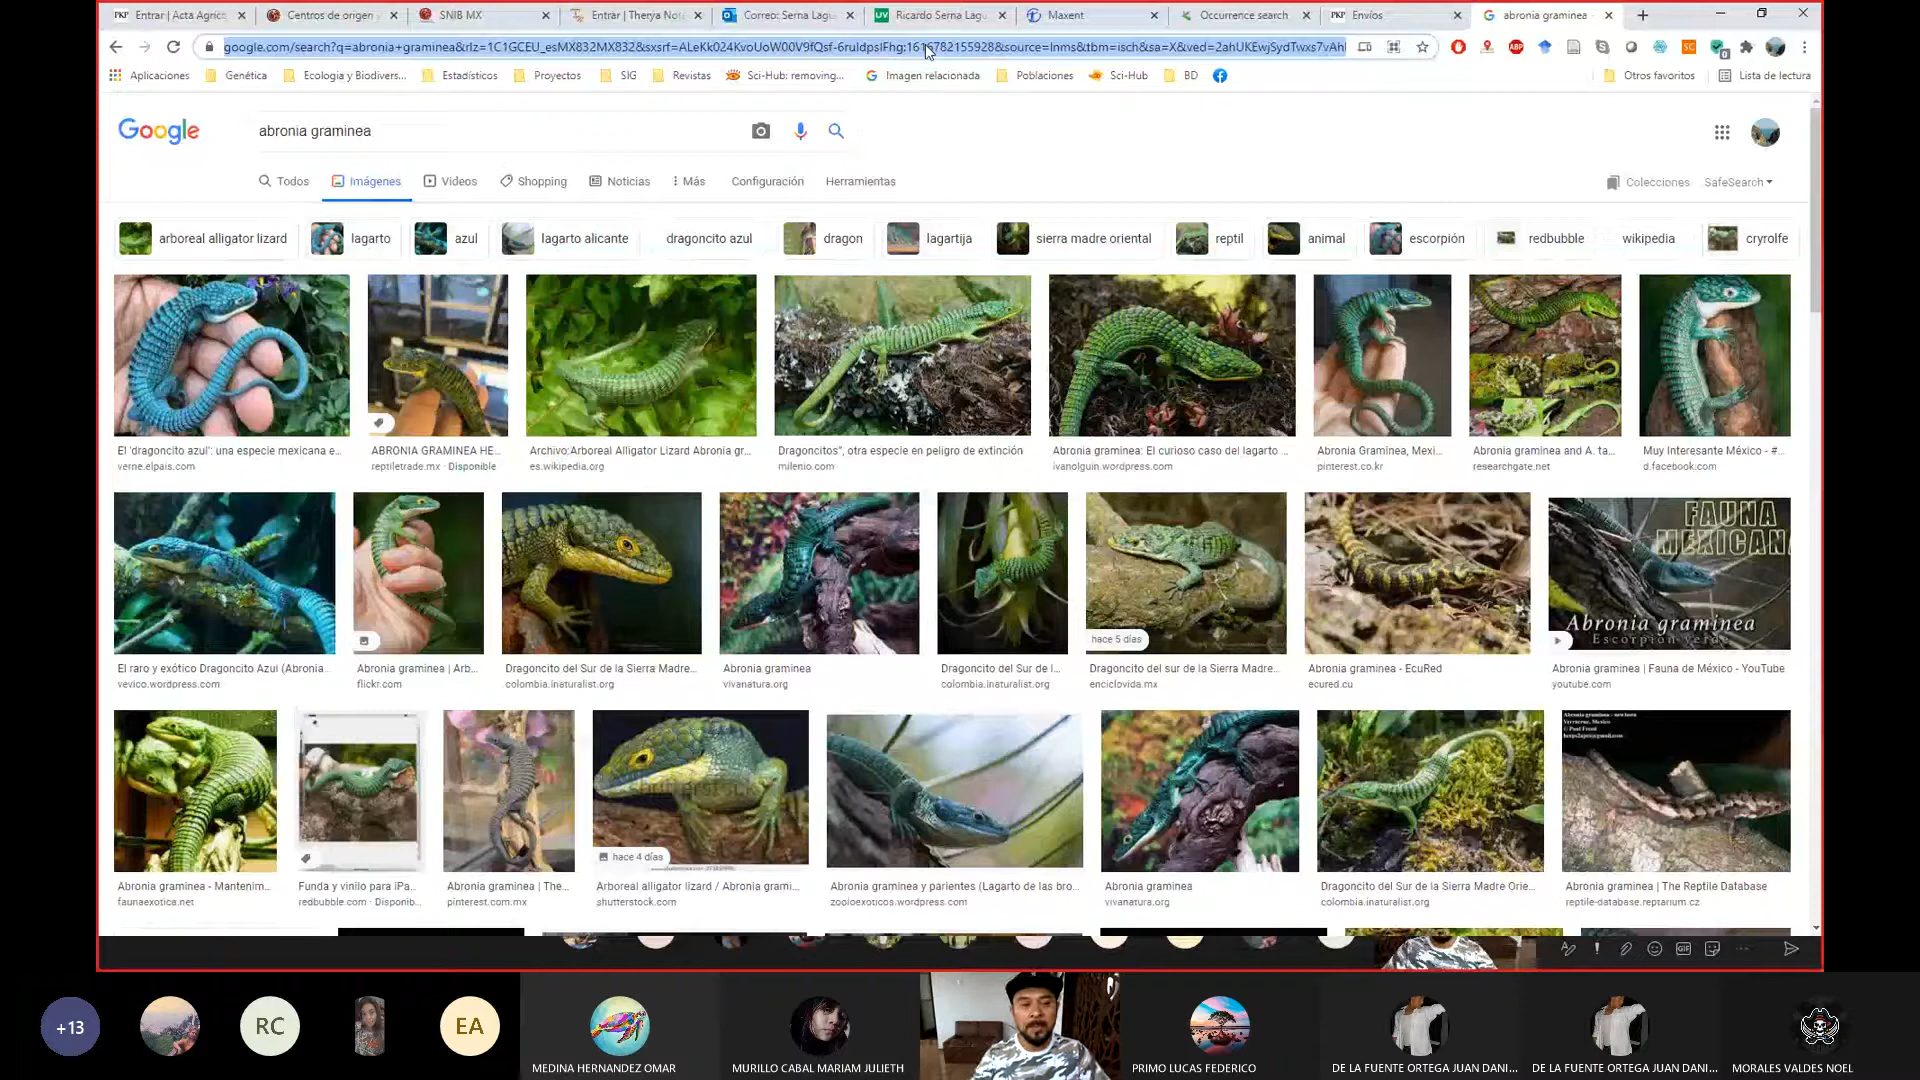 PKP Entrar | Acta Agríc
Centros de origen y
SNIB MX
Entrar | Therya Not
Correo: Serna Lagu
UV Ricardo Serna Lagu
Maxent
Occurrence search
PKP Envíos
abronia graminea
google.com/search?q=abronia+graminea&rlz=1C1GCEU_esMX832MX832&sxsrf=
Aplicaciones
Genética
Ecologia y Biodivers...
Estadísticos
Proyectos
SIG
Revistas
Sci-Hub: removing...
Imagen relacionada
Poblaciones
Sci-Hub
BD
Otros favoritos
Lista de lectura
Google
abronia graminea
Todos
Imágenes
Videos
Shopping
Noticias
Más
Configuración
Herramientas
Colecciones
SafeSearch
arboreal alligator lizard
lagarto
azul
lagarto alicante
dragoncito azul
dragon
lagartija
sierra madre oriental
reptil
animal
escorpión
redbubble
wikipedia
cryrolfe
El 'dragoncito azul': una especie mexicana e...
verne.elpais.com
ABRONIA GRAMINEA HE...
reptiletrade.mx · Disponible
Archivo:Arboreal Alligator Lizard Abronia gr...
es.wikipedia.org
Dragoncitos", otra especie en peligro de extinción
milenio.com
Abronia graminea: El curioso caso del lagarto ...
ivanolguin.wordpress.com
Abronia Graminea, Mexi...
pinterest.co.kr
Abronia graminea and A. ta...
researchgate.net
Muy Interesante México - #...
d.facebook.com
hace 5 días
FAUNA
MEXICANA
Abronia graminea
Escorpión verde
El raro y exótico Dragoncito Azul (Abronia...
vevico.wordpress.com
Abronia graminea | Arb...
flickr.com
Dragoncito del Sur de la Sierra Madre...
colombia.inaturalist.org
Abronia graminea
vivanatura.org
Dragoncito del Sur de l...
colombia.inaturalist.org
Dragoncito del sur de la Sierra Madre...
enciclovida.mx
Abronia graminea - EcuRed
ecured.cu
Abronia graminea | Fauna de México - YouTube
youtube.com
hace 4 días
Abronia graminea - Mantenim...
faunaexotica.net
Funda y vinilo para iPa...
redbubble.com · Disponib...
Abronia graminea | The...
pinterest.com.mx
Arboreal alligator lizard / Abronia grami...
shutterstock.com
Abronia graminea y parientes (Lagarto de las bro...
zooloexoticos.wordpress.com
Abronia graminea
vivanatura.org
Dragoncito del Sur de la Sierra Madre Orie...
colombia.inaturalist.org
Abronia graminea | The Reptile Database
reptile-database.reptarium.cz
+13
RC
EA
MEDINA HERNANDEZ OMAR
MURILLO CABAL MARIAM JULIETH
PRIMO LUCAS FEDERICO
DE LA FUENTE ORTEGA JUAN DANI...
DE LA FUENTE ORTEGA JUAN DANI...
MORALES VALDES NOEL